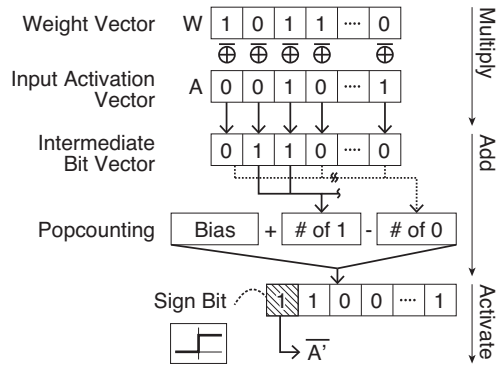 Weight Vector W 1 0 1 1 ···· 0 Multiply
⊕ ⊕ ⊕ ⊕ ⊕
Input Activation Vector A 0 0 1 0 ···· 1
Intermediate Bit Vector 0 1 1 0 ···· 0 Add
Popcounting Bias + # of 1 - # of 0
Sign Bit 1 1 0 0 ···· 1 Activate
A'